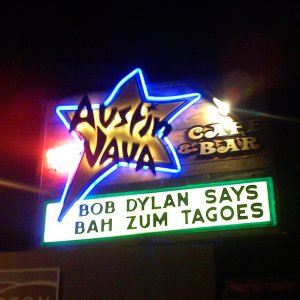 AUSTIN
JAVA
CAFE
& BAR
BOB DYLAN SAYS
BAH ZUM TAGOES